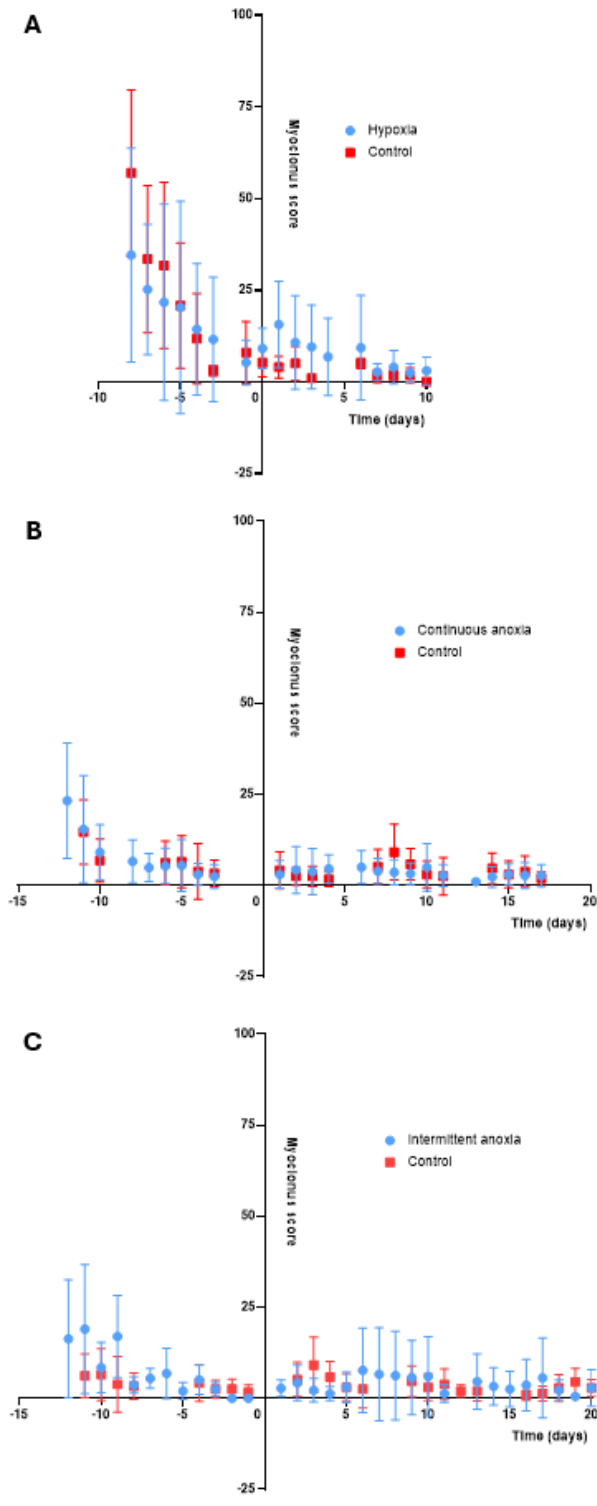 A
100
75
50
25
-25
-10
-5
0
5
10
Myoclonus score
Time (days)
Hypoxia
Control
B
100
75
50
25
-25
-15
-10
-5
0
5
10
15
20
Myoclonus score
Time (days)
Continuous anoxia
Control
C
100
75
50
25
-25
-15
-10
-5
0
5
10
15
20
Myoclonus score
Time (days)
Intermittent anoxia
Control